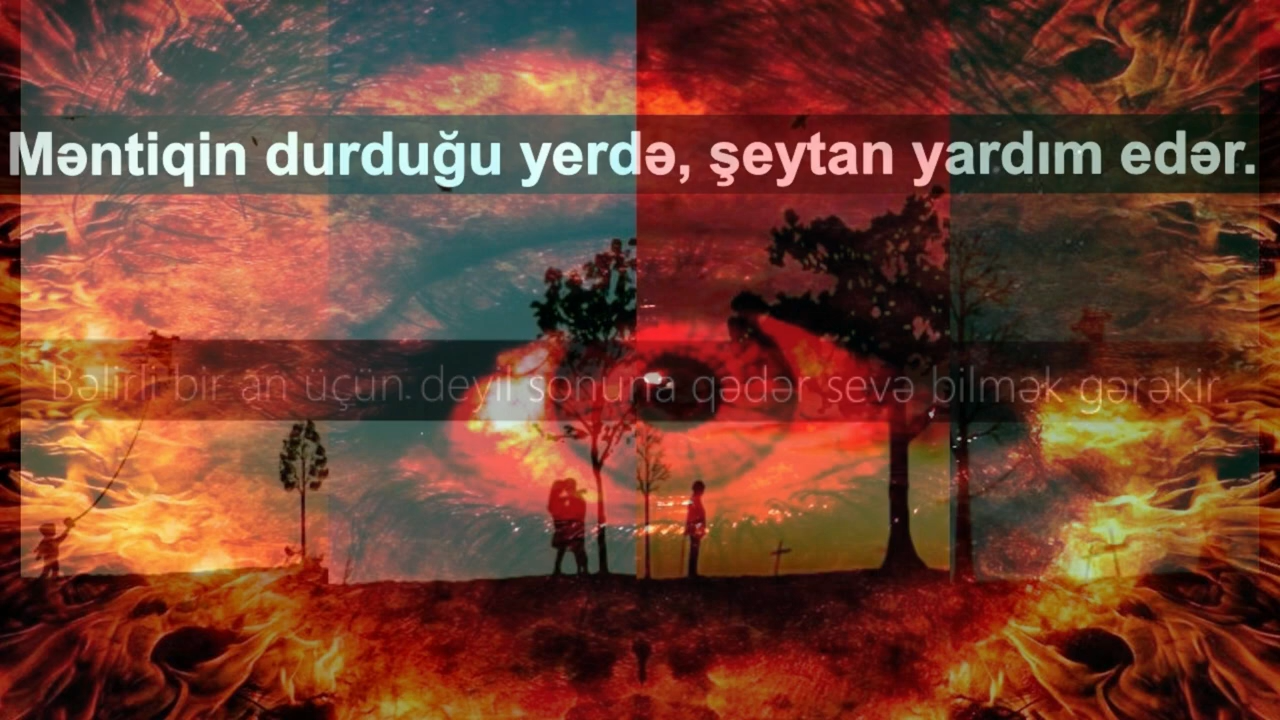 Məntiqin durduğu yerdə, şeytan yardım edər.
Bəlirli bir an üçün deyil sonuna qədər sevə bilmək gərəkir.